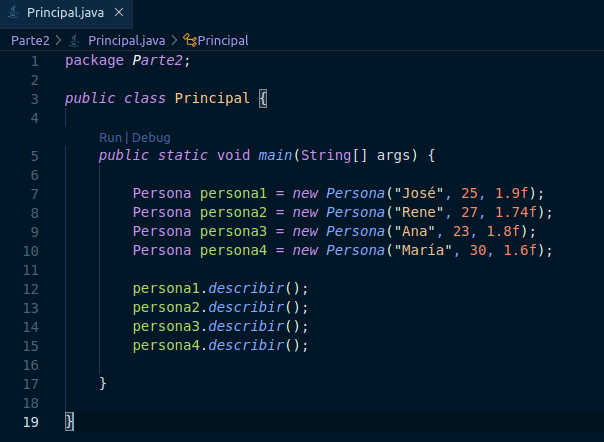 Principal.java ×
Parte2 > Principal.java > Principal
1 package Parte2;
2
3 public class Principal {
4
Run | Debug
5 public static void main(String[] args) {
6
7 Persona persona1 = new Persona("José", 25, 1.9f);
8 Persona persona2 = new Persona("Rene", 27, 1.74f);
9 Persona persona3 = new Persona("Ana", 23, 1.8f);
10 Persona persona4 = new Persona("María", 30, 1.6f);
11
12 persona1.describir();
13 persona2.describir();
14 persona3.describir();
15 persona4.describir();
16
17 }
18
19 }